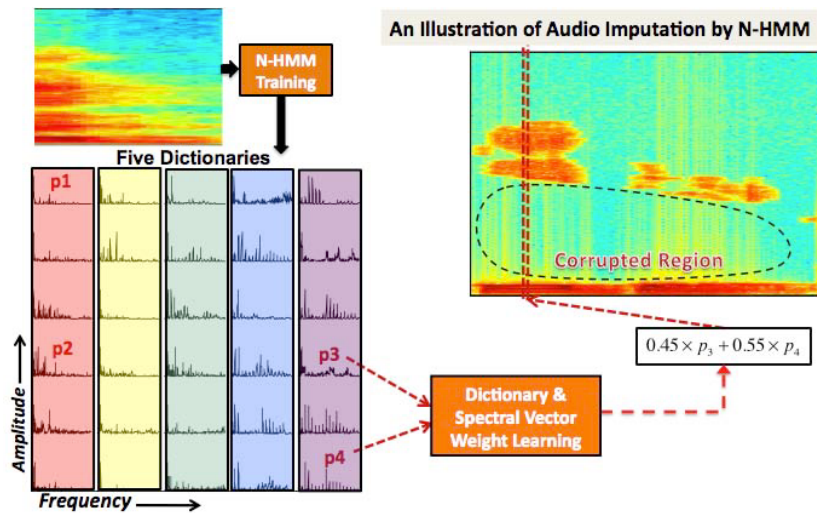 An Illustration of Audio Imputation by N-HMM
N-HMM
Training
Five Dictionaries
p1
p2
p3
p4
Amplitude
Frequency
Corrupted Region
0.45 × p₃ + 0.55 × p₄
Dictionary &
Spectral Vector
Weight Learning